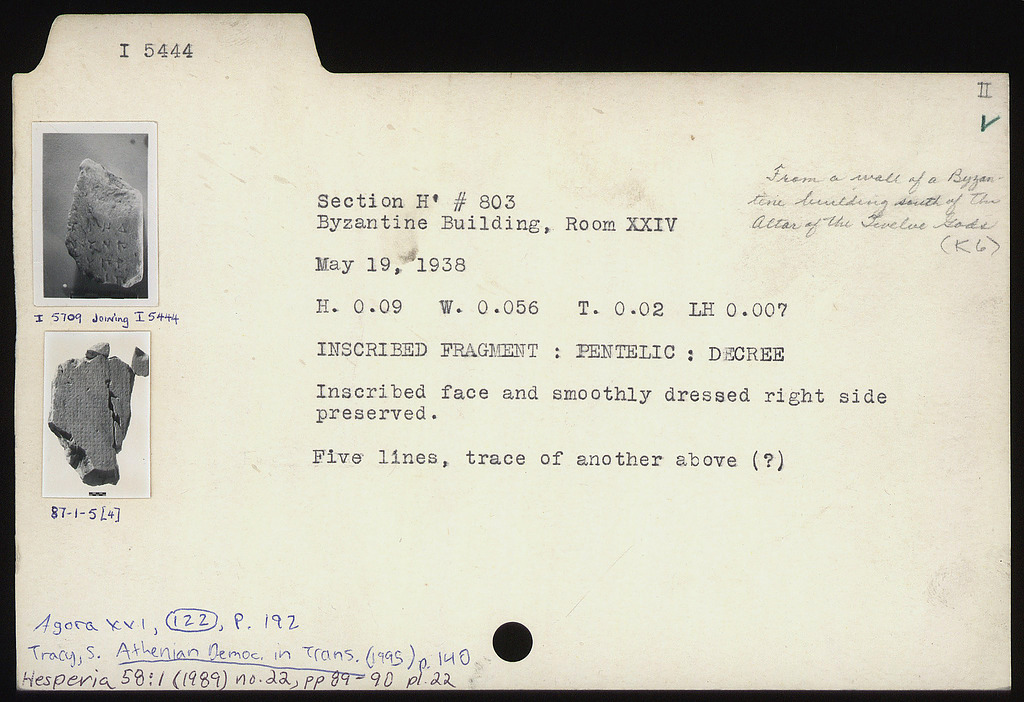 I 5444
II
✓
From a wall of a Byzan-
tine building south of the
Altar of the Twelve Gods
(K 6)
Section H' # 803
Byzantine Building, Room XXIV
May 19, 1938
H. 0.09 W. 0.056 T. 0.02 LH 0.007
INSCRIBED FRAGMENT : PENTELIC : DECREE
Inscribed face and smoothly dressed right side
preserved.
Five lines, trace of another above (?)
I 5709 Joining I 5444
87-1-5[4]
Agora XVI, 122, P. 192
Tracy, S. Athenian Democ. in Trans. (1995) p. 140
Hesperia 58:1 (1989) no. 22, pp 89-90 pl. 22